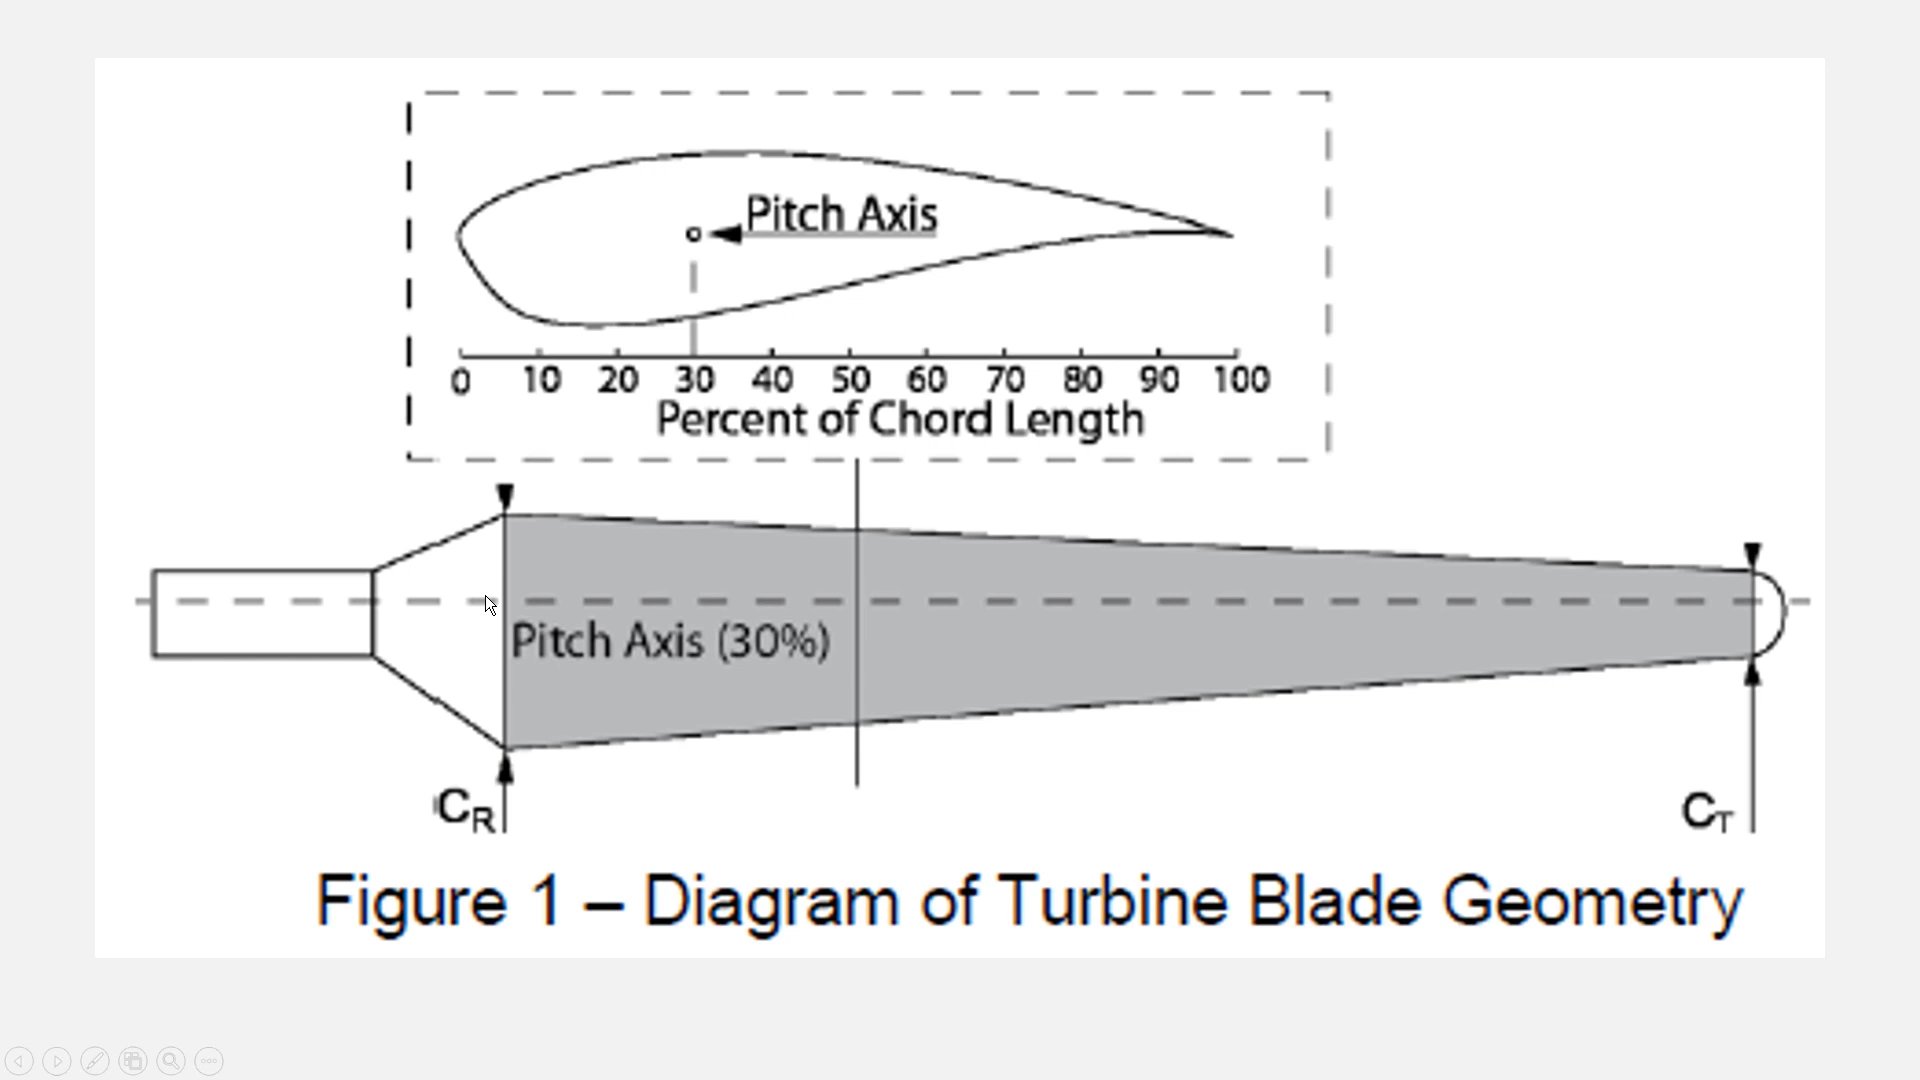 Pitch Axis
0 10 20 30 40 50 60 70 80 90 100
Percent of Chord Length
Pitch Axis (30%)
CR
CT
Figure 1 – Diagram of Turbine Blade Geometry